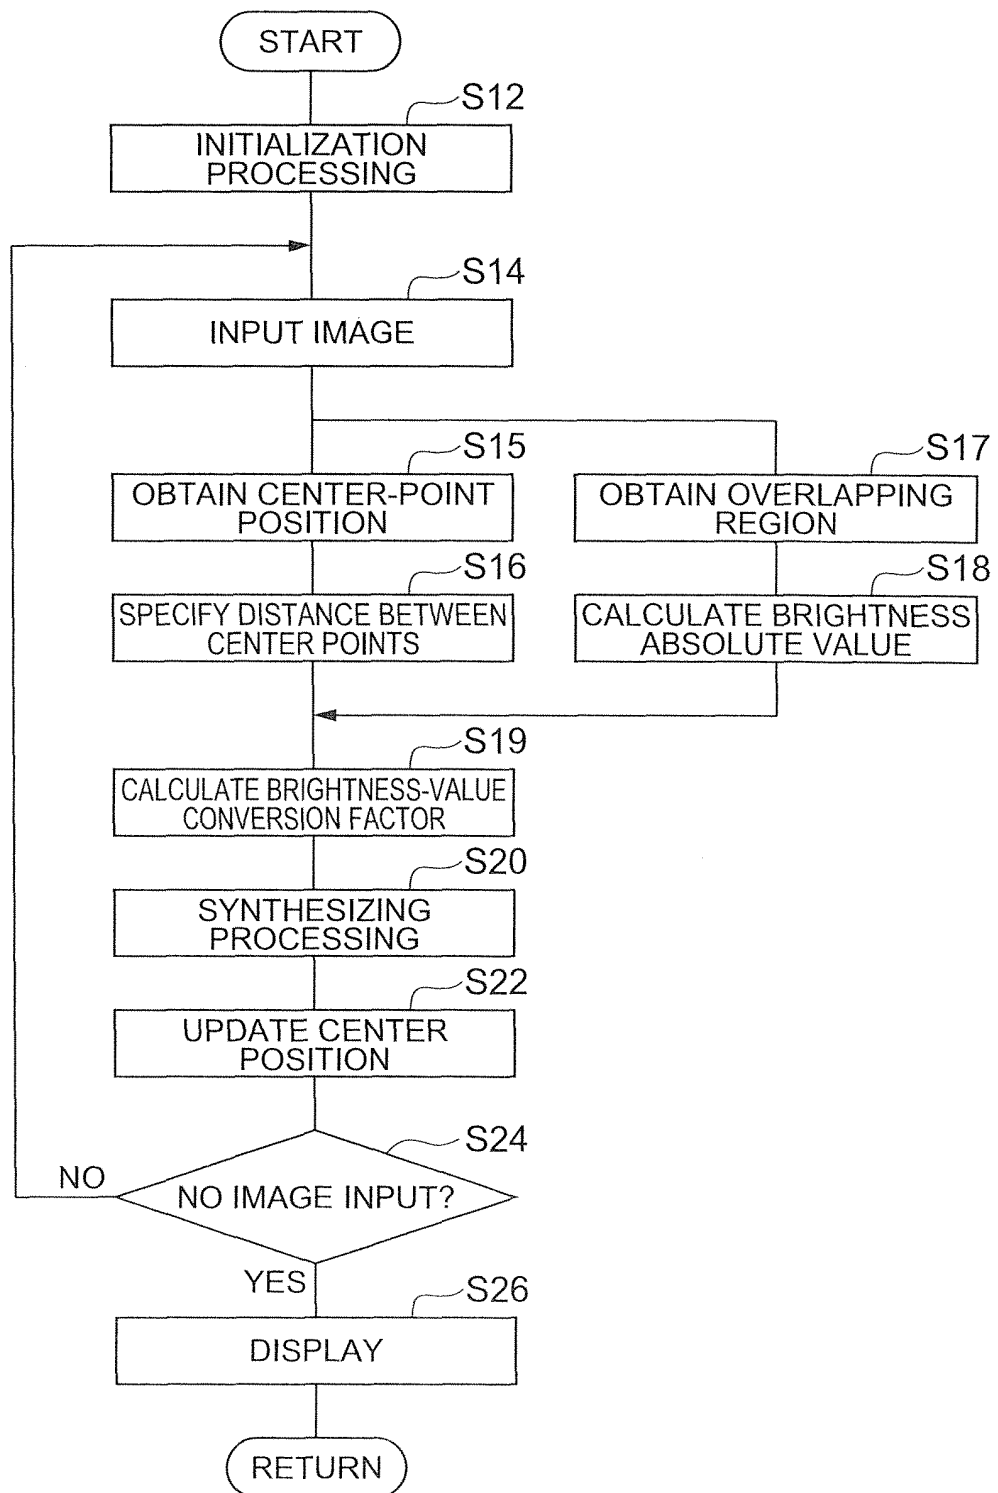 START
S12
INITIALIZATION
PROCESSING
S14
INPUT IMAGE
S15
OBTAIN CENTER-POINT
POSITION
S17
OBTAIN OVERLAPPING
REGION
S16
SPECIFY DISTANCE BETWEEN
CENTER POINTS
S18
CALCULATE BRIGHTNESS
ABSOLUTE VALUE
S19
CALCULATE BRIGHTNESS-VALUE
CONVERSION FACTOR
S20
SYNTHESIZING
PROCESSING
S22
UPDATE CENTER
POSITION
S24
NO
NO IMAGE INPUT?
YES
S26
DISPLAY
RETURN